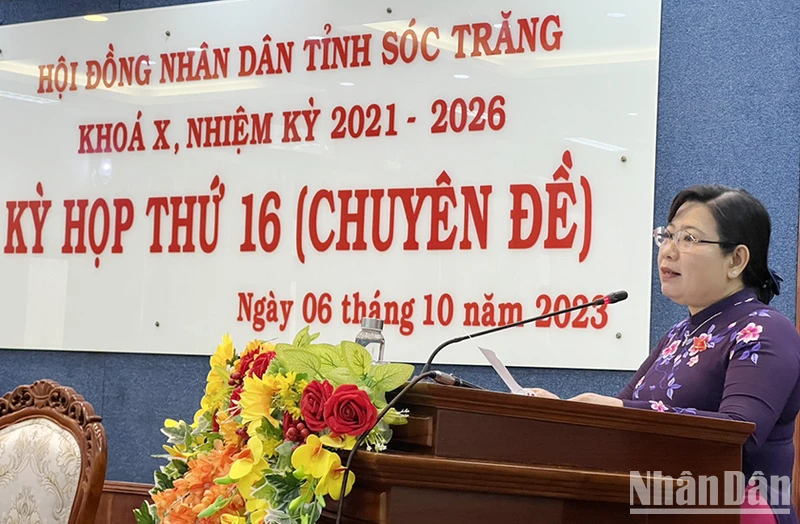 HỘI ĐỒNG NHÂN DÂN TỈNH SÓC TRĂNG
KHOÁ X, NHIỆM KỲ 2021 - 2026
KỲ HỌP THỨ 16 (CHUYÊN ĐỀ)
Ngày 06 tháng 10 năm 2023
NhânDân